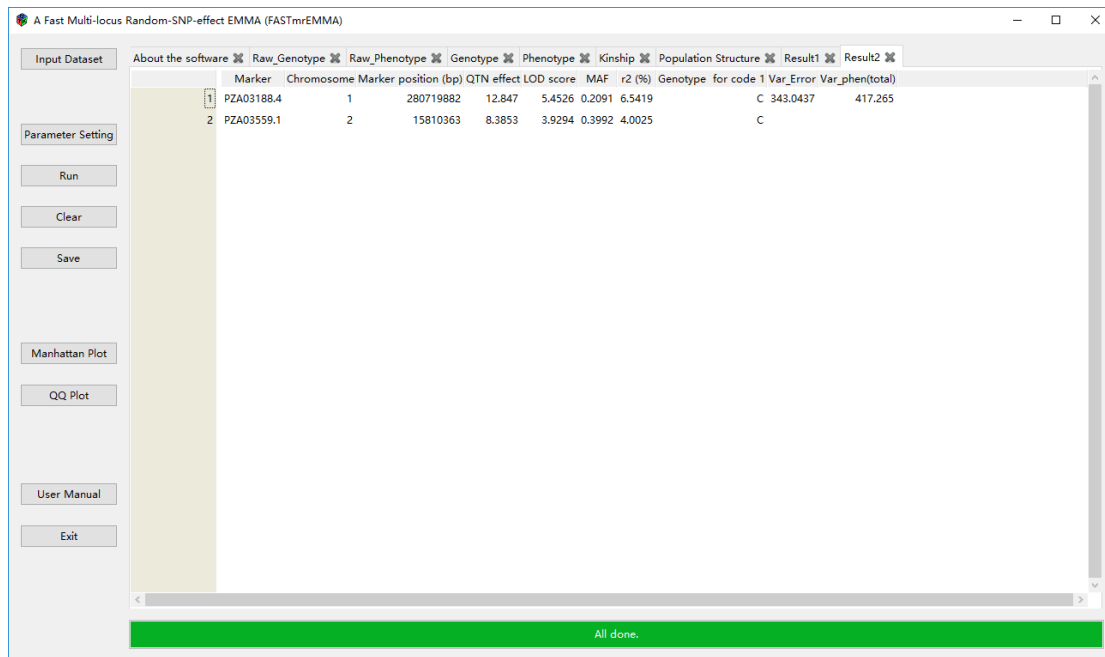 A Fast Multi-locus Random-SNP-effect EMMA (FASTmrEMMA)
Input Dataset
About the software Raw_Genotype Raw_Phenotype Genotype Phenotype Kinship Population Structure Result1 Result2
Marker Chromosome Marker position (bp) QTN effect LOD score MAF r2 (%) Genotype for code 1 Var_Error Var_phen(total)
1 PZA03188.4 1 280719882 12.847 5.4526 0.2091 6.5419 C 343.0437 417.265
2 PZA03559.1 2 15810363 8.3853 3.9294 0.3992 4.0025 C
Parameter Setting
Run
Clear
Save
Manhattan Plot
QQ Plot
User Manual
Exit
All done.